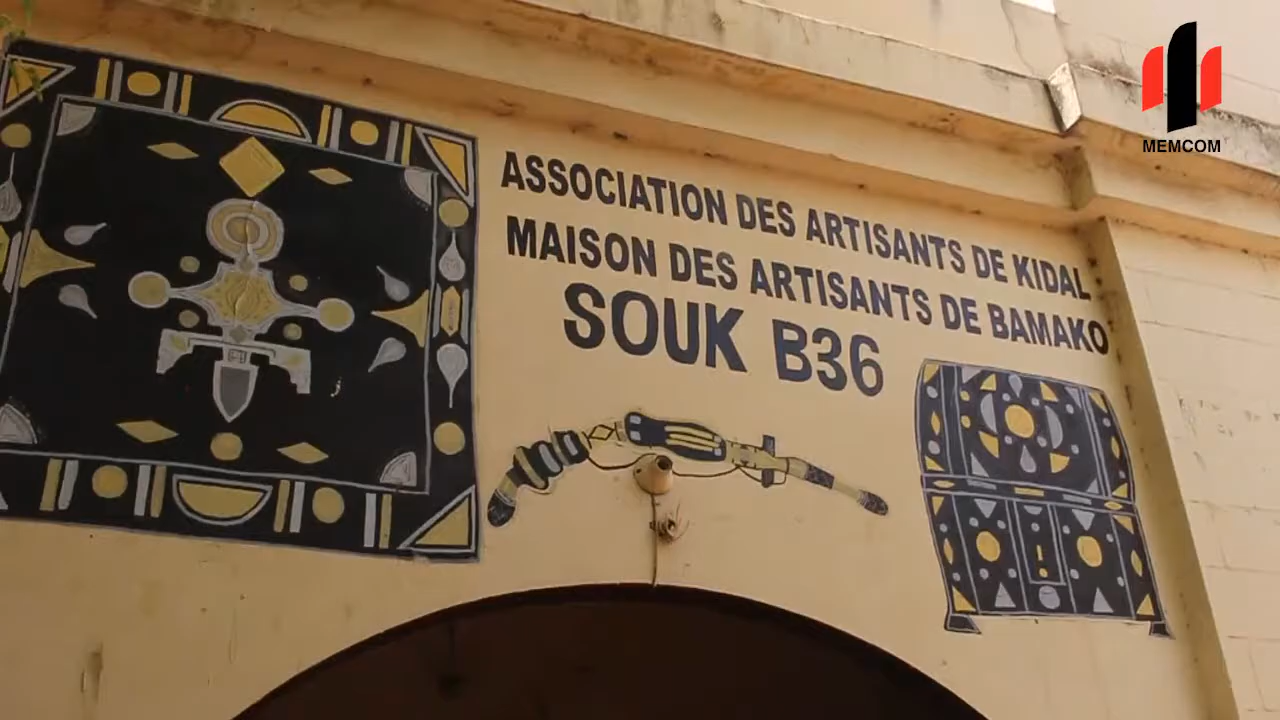 MEMCOM
ASSOCIATION DES ARTISANTS DE KIDAL
MAISON DES ARTISANTS DE BAMAKO
SOUK B36